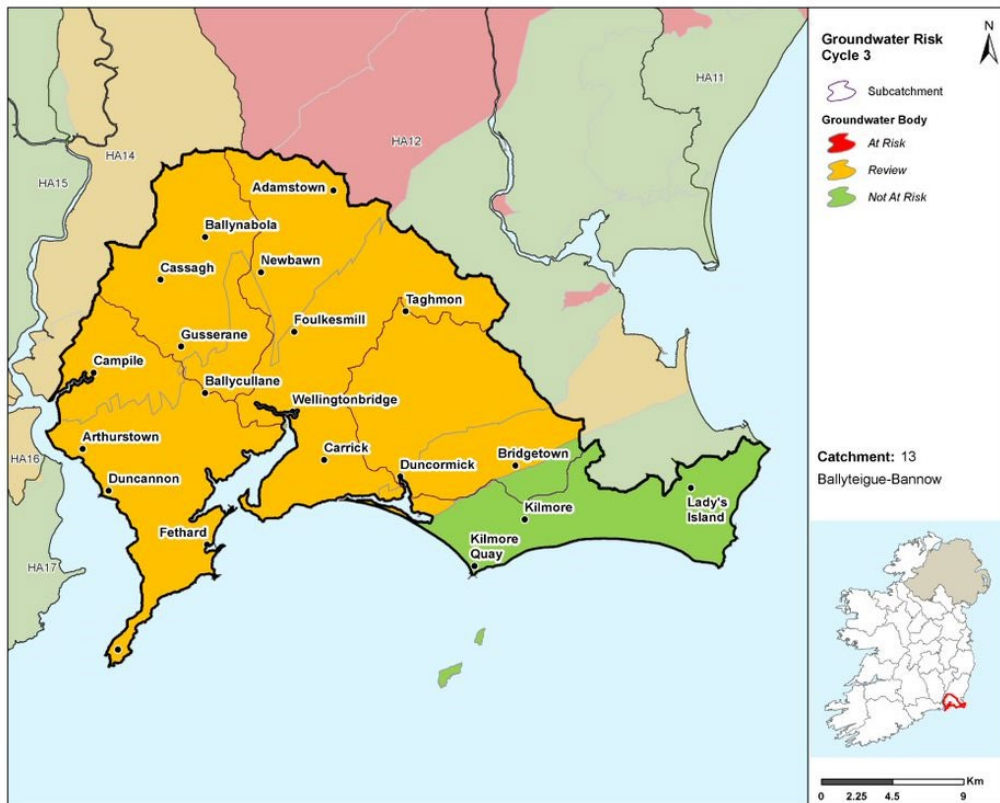 HA11
HA12
HA14
HA15
Adamstown
Ballynabola
Newbawn
Cassagh
Taghmon
Foulkesmill
Gusserane
Campile
Ballycullane
Wellingtonbridge
Arthurstown
Carrick
Bridgetown
HA16
Duncormick
Duncannon
Lady's
Island
Kilmore
Fethard
Kilmore
Quay
HA17
Groundwater Risk
Cycle 3
N
Subcatchment
Groundwater Body
At Risk
Review
Not At Risk
Catchment: 13
Ballyteigue-Bannow
Km
0 2.25 4.5 9